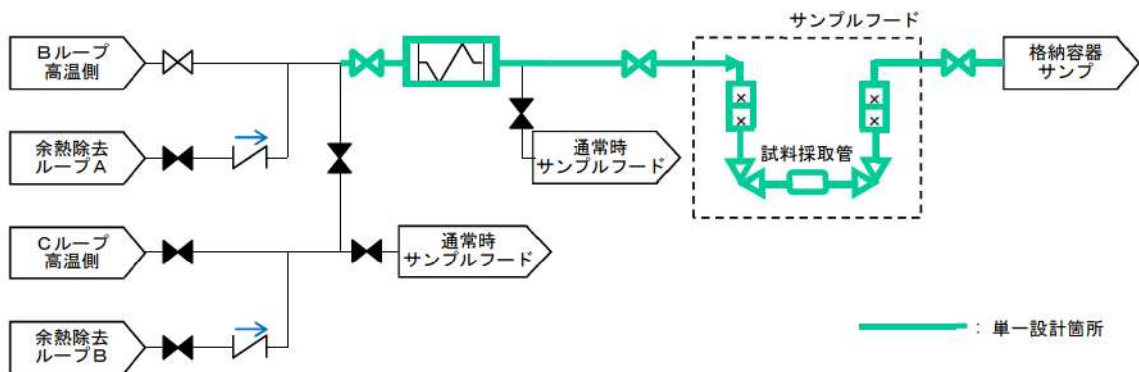 サンプルフード
Bループ
高温側
格納容器
サンプ
余熱除去
ループA
通常時
サンプルフード
試料採取管
Cループ
高温側
通常時
サンプルフード
余熱除去
ループB
: 単一設計箇所